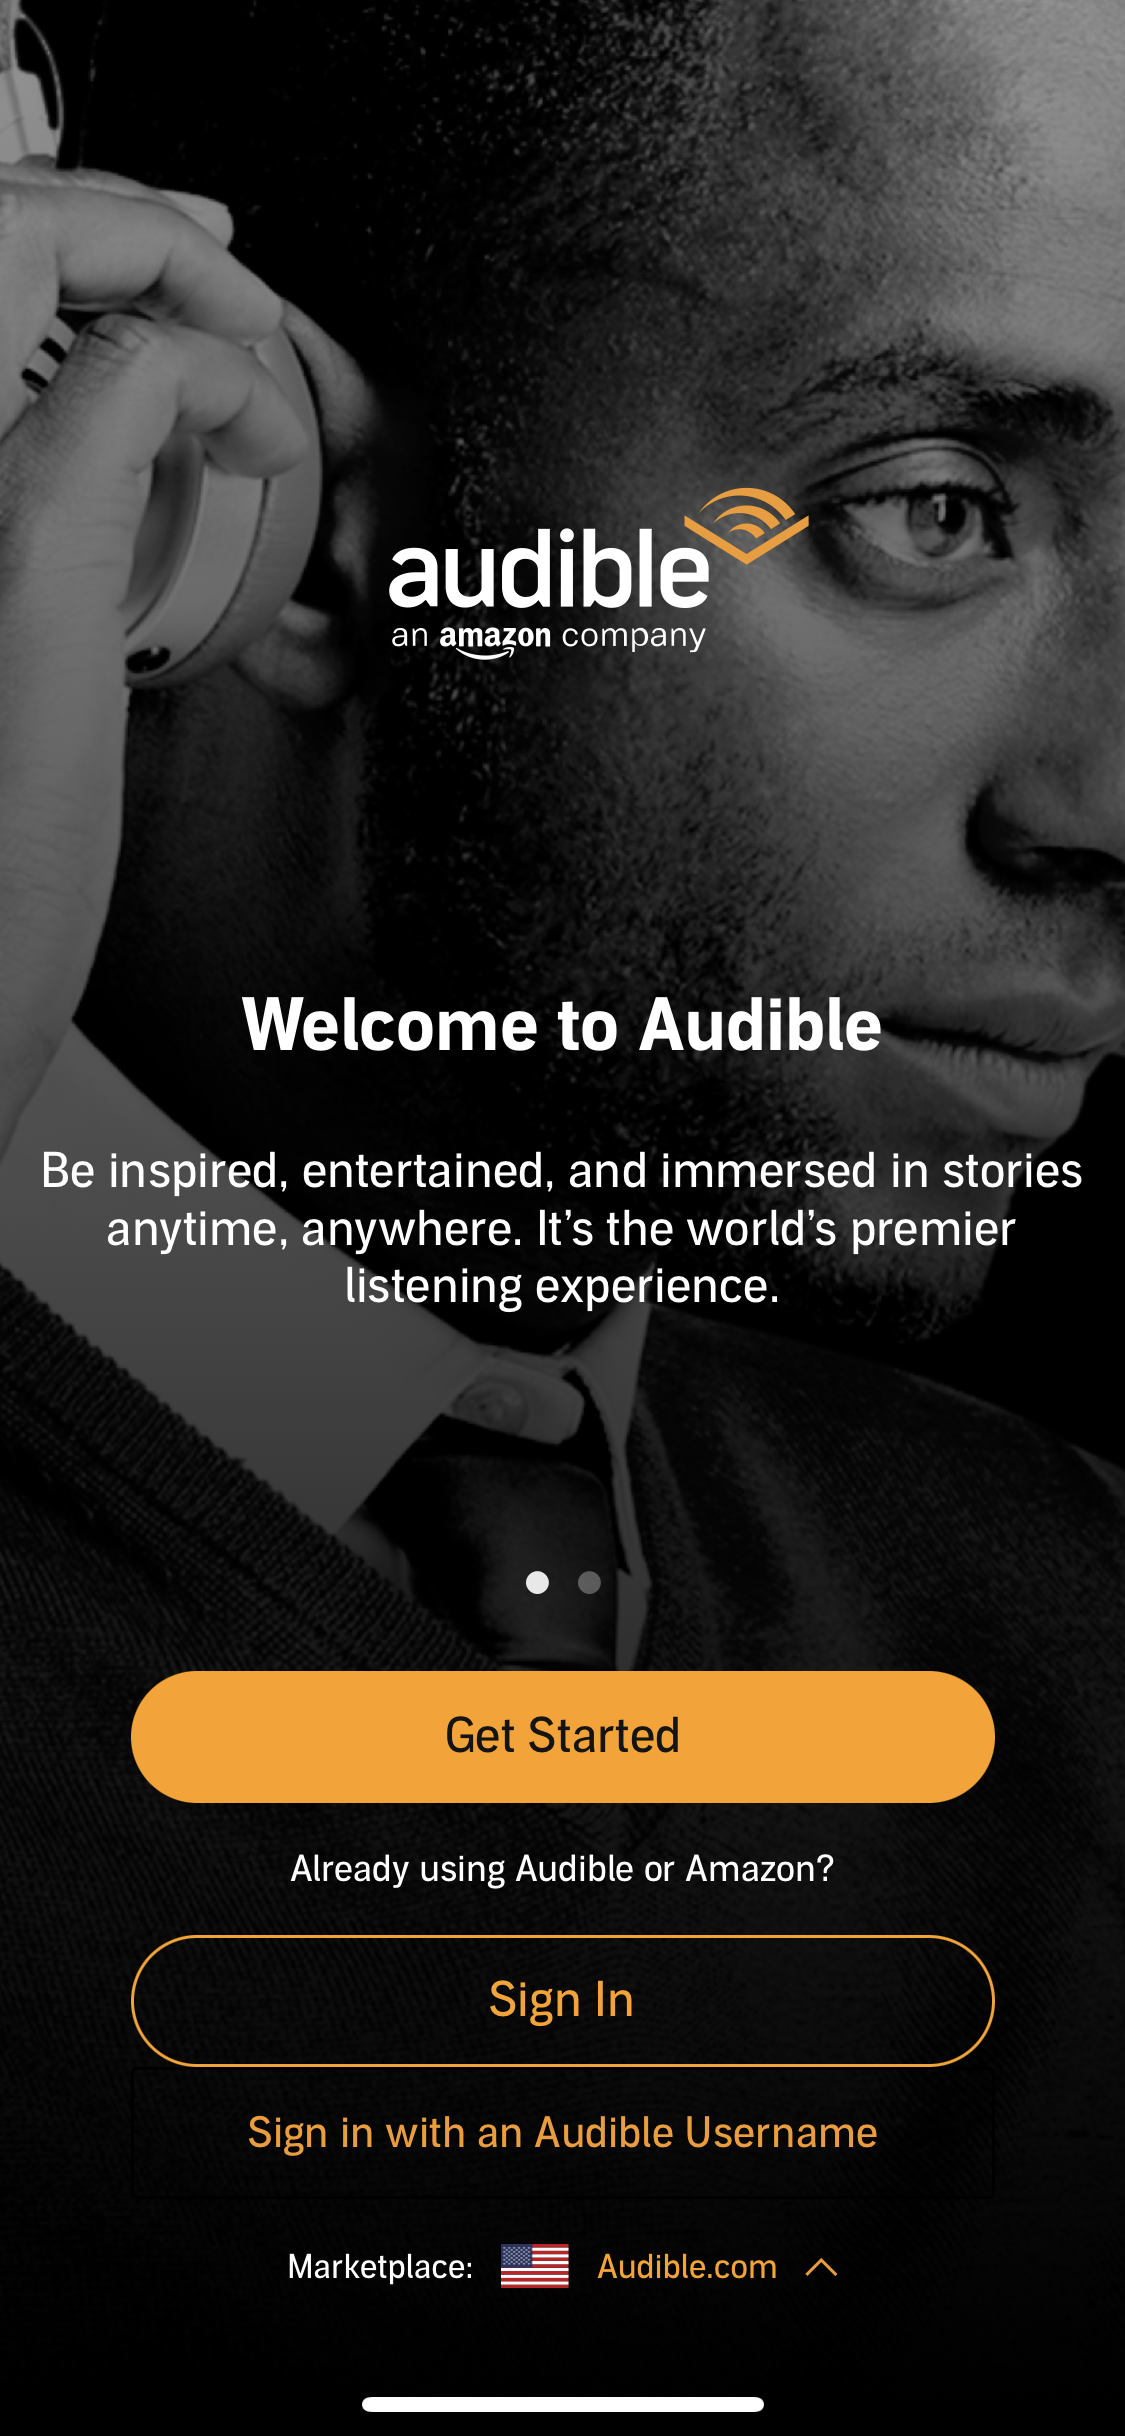 audible
an amazon company
Welcome to Audible
Be inspired, entertained, and immersed in stories
anytime, anywhere. It’s the world’s premier
listening experience.
Get Started
Already using Audible or Amazon?
Sign In
Sign in with an Audible Username
Marketplace: Audible.com